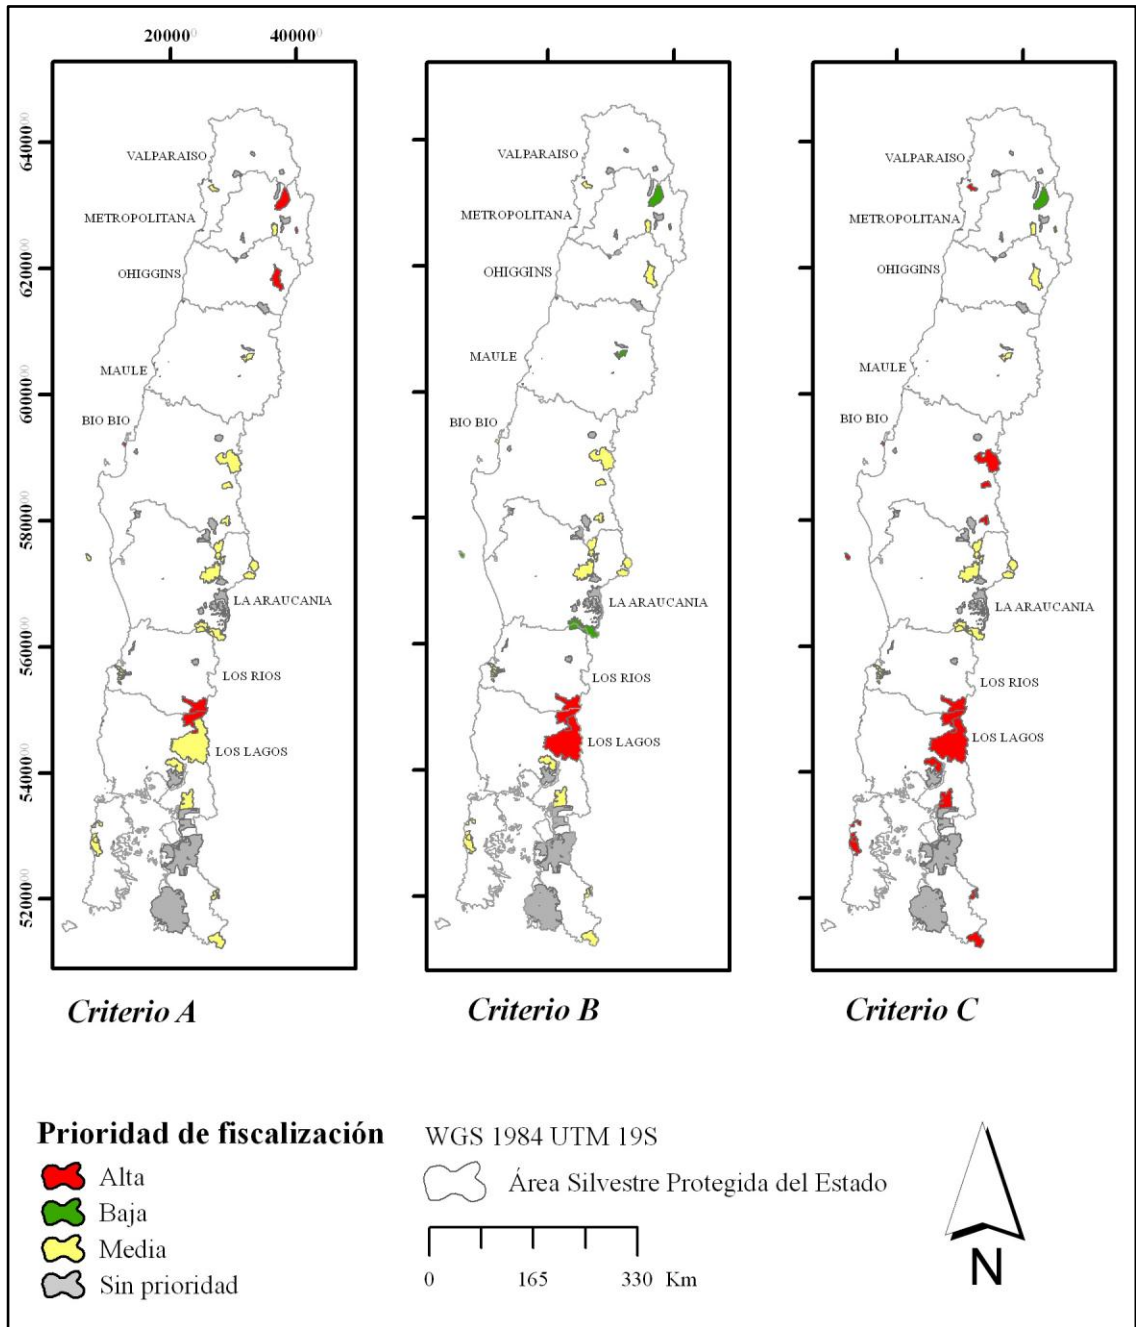 200000 400000
6400000
6200000
6000000
5800000
5600000
5400000
5200000
VALPARAISO
METROPOLITANA
OHIGGINS
MAULE
BIO BIO
LA ARAUCANIA
LOS RIOS
LOS LAGOS
VALPARAISO
METROPOLITANA
OHIGGINS
MAULE
BIO BIO
LA ARAUCANIA
LOS RIOS
LOS LAGOS
VALPARAISO
METROPOLITANA
OHIGGINS
MAULE
BIO BIO
LA ARAUCANIA
LOS RIOS
LOS LAGOS
Criterio A
Criterio B
Criterio C
Prioridad de fiscalización
Alta
Baja
Media
Sin prioridad
WGS 1984 UTM 19S
Área Silvestre Protegida del Estado
0 165 330 Km
N